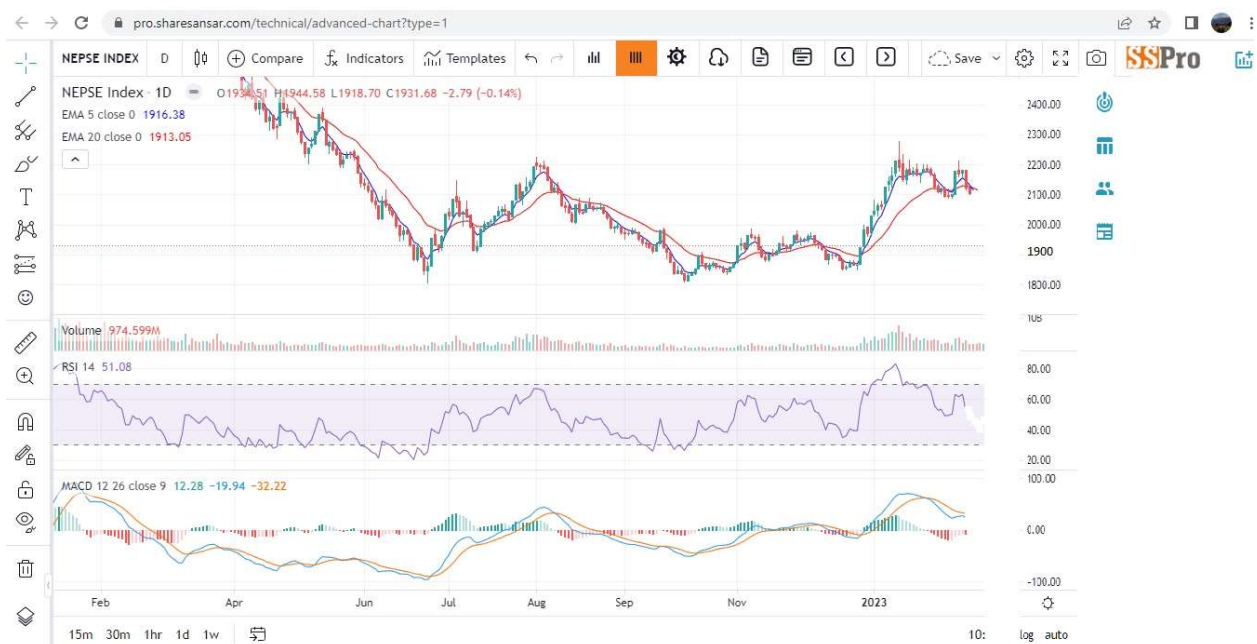 pro.sharesansar.com/technical/advanced-chart?type=1
NEPSE INDEX D Compare Indicators Templates Save SSPro
NEPSE Index · 1D O1934.51 H1944.58 L1918.70 C1931.68 −2.79 (−0.14%)
EMA 5 close 0 1916.38
EMA 20 close 0 1913.05
2400.00
2300.00
2200.00
2100.00
2000.00
1900
1800.00
Volume 974.599M
10B
RSI 14 51.08
80.00
60.00
40.00
20.00
MACD 12 26 close 9 12.28 −19.94 −32.22
100.00
0.00
-100.00
Feb Apr Jun Jul Aug Sep Nov 2023
15m 30m 1hr 1d 1w 10: log auto